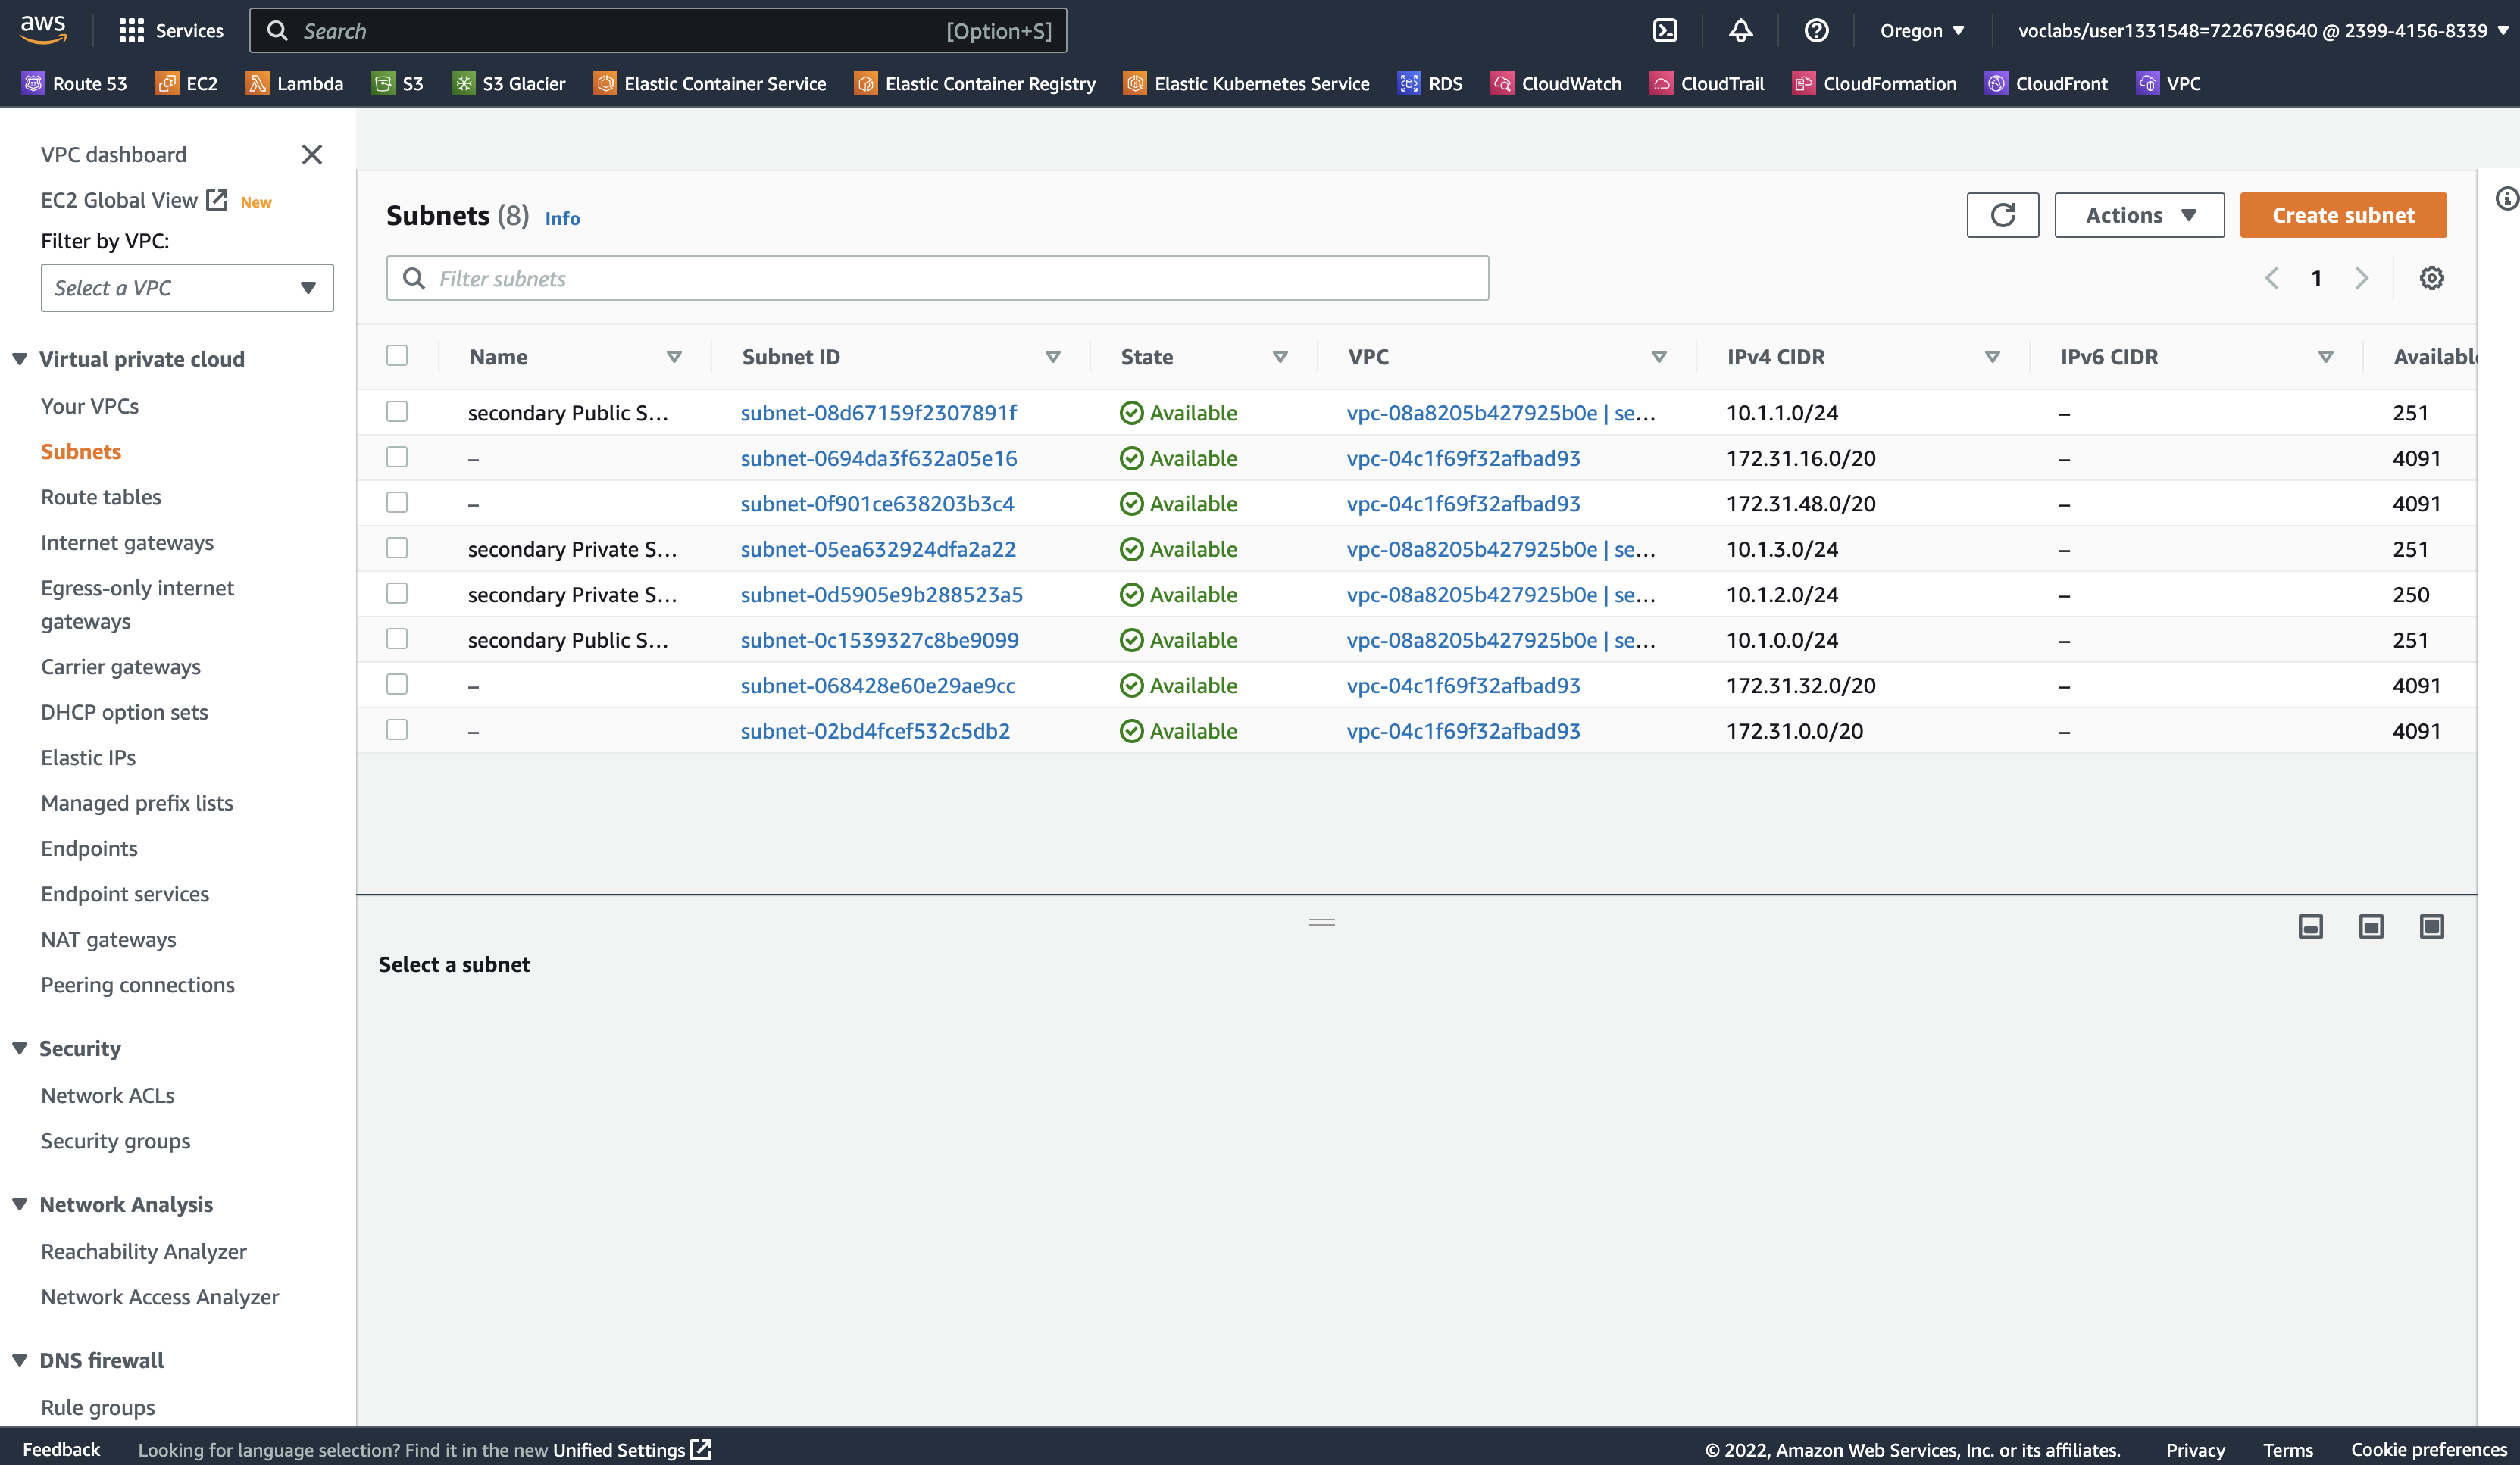 aws Services Search [Option+S] Oregon voclabs/user1331548=7226769640 @ 2399-4156-8339
Route 53 EC2 Lambda S3 S3 Glacier Elastic Container Service Elastic Container Registry Elastic Kubernetes Service RDS CloudWatch CloudTrail CloudFormation CloudFront VPC
VPC dashboard
EC2 Global View New
Filter by VPC:
Select a VPC
Virtual private cloud
Your VPCs
Subnets
Route tables
Internet gateways
Egress-only internet
gateways
Carrier gateways
DHCP option sets
Elastic IPs
Managed prefix lists
Endpoints
Endpoint services
NAT gateways
Peering connections
Security
Network ACLs
Security groups
Network Analysis
Reachability Analyzer
Network Access Analyzer
DNS firewall
Rule groups
Subnets (8) Info
Actions Create subnet
Filter subnets
1
Name Subnet ID State VPC IPv4 CIDR IPv6 CIDR Availabl
secondary Public S... subnet-08d67159f2307891f Available vpc-08a8205b427925b0e | se... 10.1.1.0/24 – 251
– subnet-0694da3f632a05e16 Available vpc-04c1f69f32afbad93 172.31.16.0/20 – 4091
– subnet-0f901ce638203b3c4 Available vpc-04c1f69f32afbad93 172.31.48.0/20 – 4091
secondary Private S... subnet-05ea632924dfa2a22 Available vpc-08a8205b427925b0e | se... 10.1.3.0/24 – 251
secondary Private S... subnet-0d5905e9b288523a5 Available vpc-08a8205b427925b0e | se... 10.1.2.0/24 – 250
secondary Public S... subnet-0c1539327c8be9099 Available vpc-08a8205b427925b0e | se... 10.1.0.0/24 – 251
– subnet-068428e60e29ae9cc Available vpc-04c1f69f32afbad93 172.31.32.0/20 – 4091
– subnet-02bd4fcef532c5db2 Available vpc-04c1f69f32afbad93 172.31.0.0/20 – 4091
Select a subnet
Feedback Looking for language selection? Find it in the new Unified Settings © 2022, Amazon Web Services, Inc. or its affiliates. Privacy Terms Cookie preferences